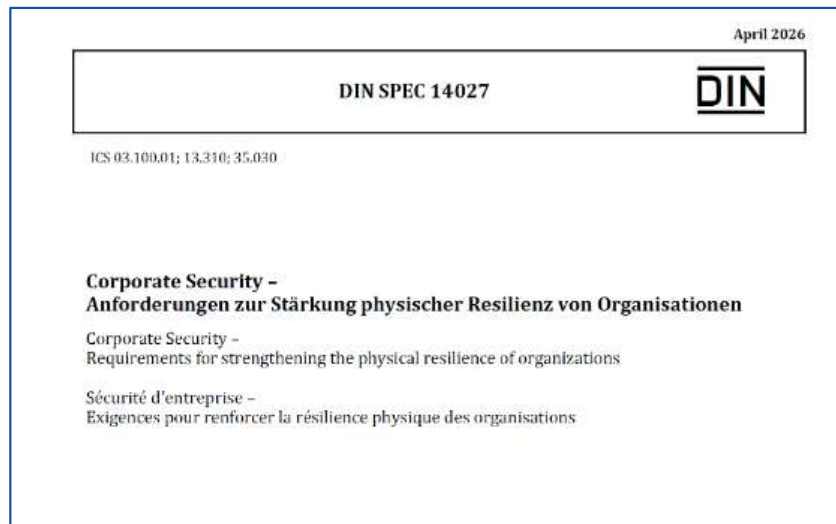 April 2026
DIN SPEC 14027
DIN
ICS 03.100.01; 13.310; 35.030
Corporate Security –
Anforderungen zur Stärkung physischer Resilienz von Organisationen
Corporate Security –
Requirements for strengthening the physical resilience of organizations
Sécurité d'entreprise –
Exigences pour renforcer la résilience physique des organisations